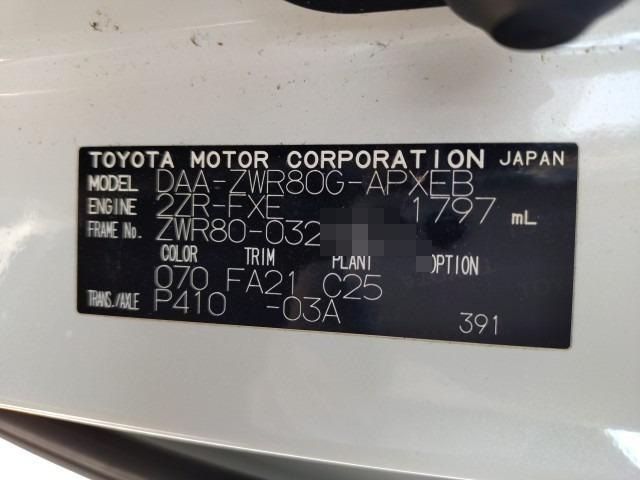 TOYOTA MOTOR CORPORATION JAPAN
MODEL DAA-ZWR80G-APXEB
ENGINE 2ZR-FXE 1797 mL
FRAME No. ZWR80-032
COLOR TRIM PLANT OPTION
070 FA21 C25
TRANS./AXLE P410 -03A
391